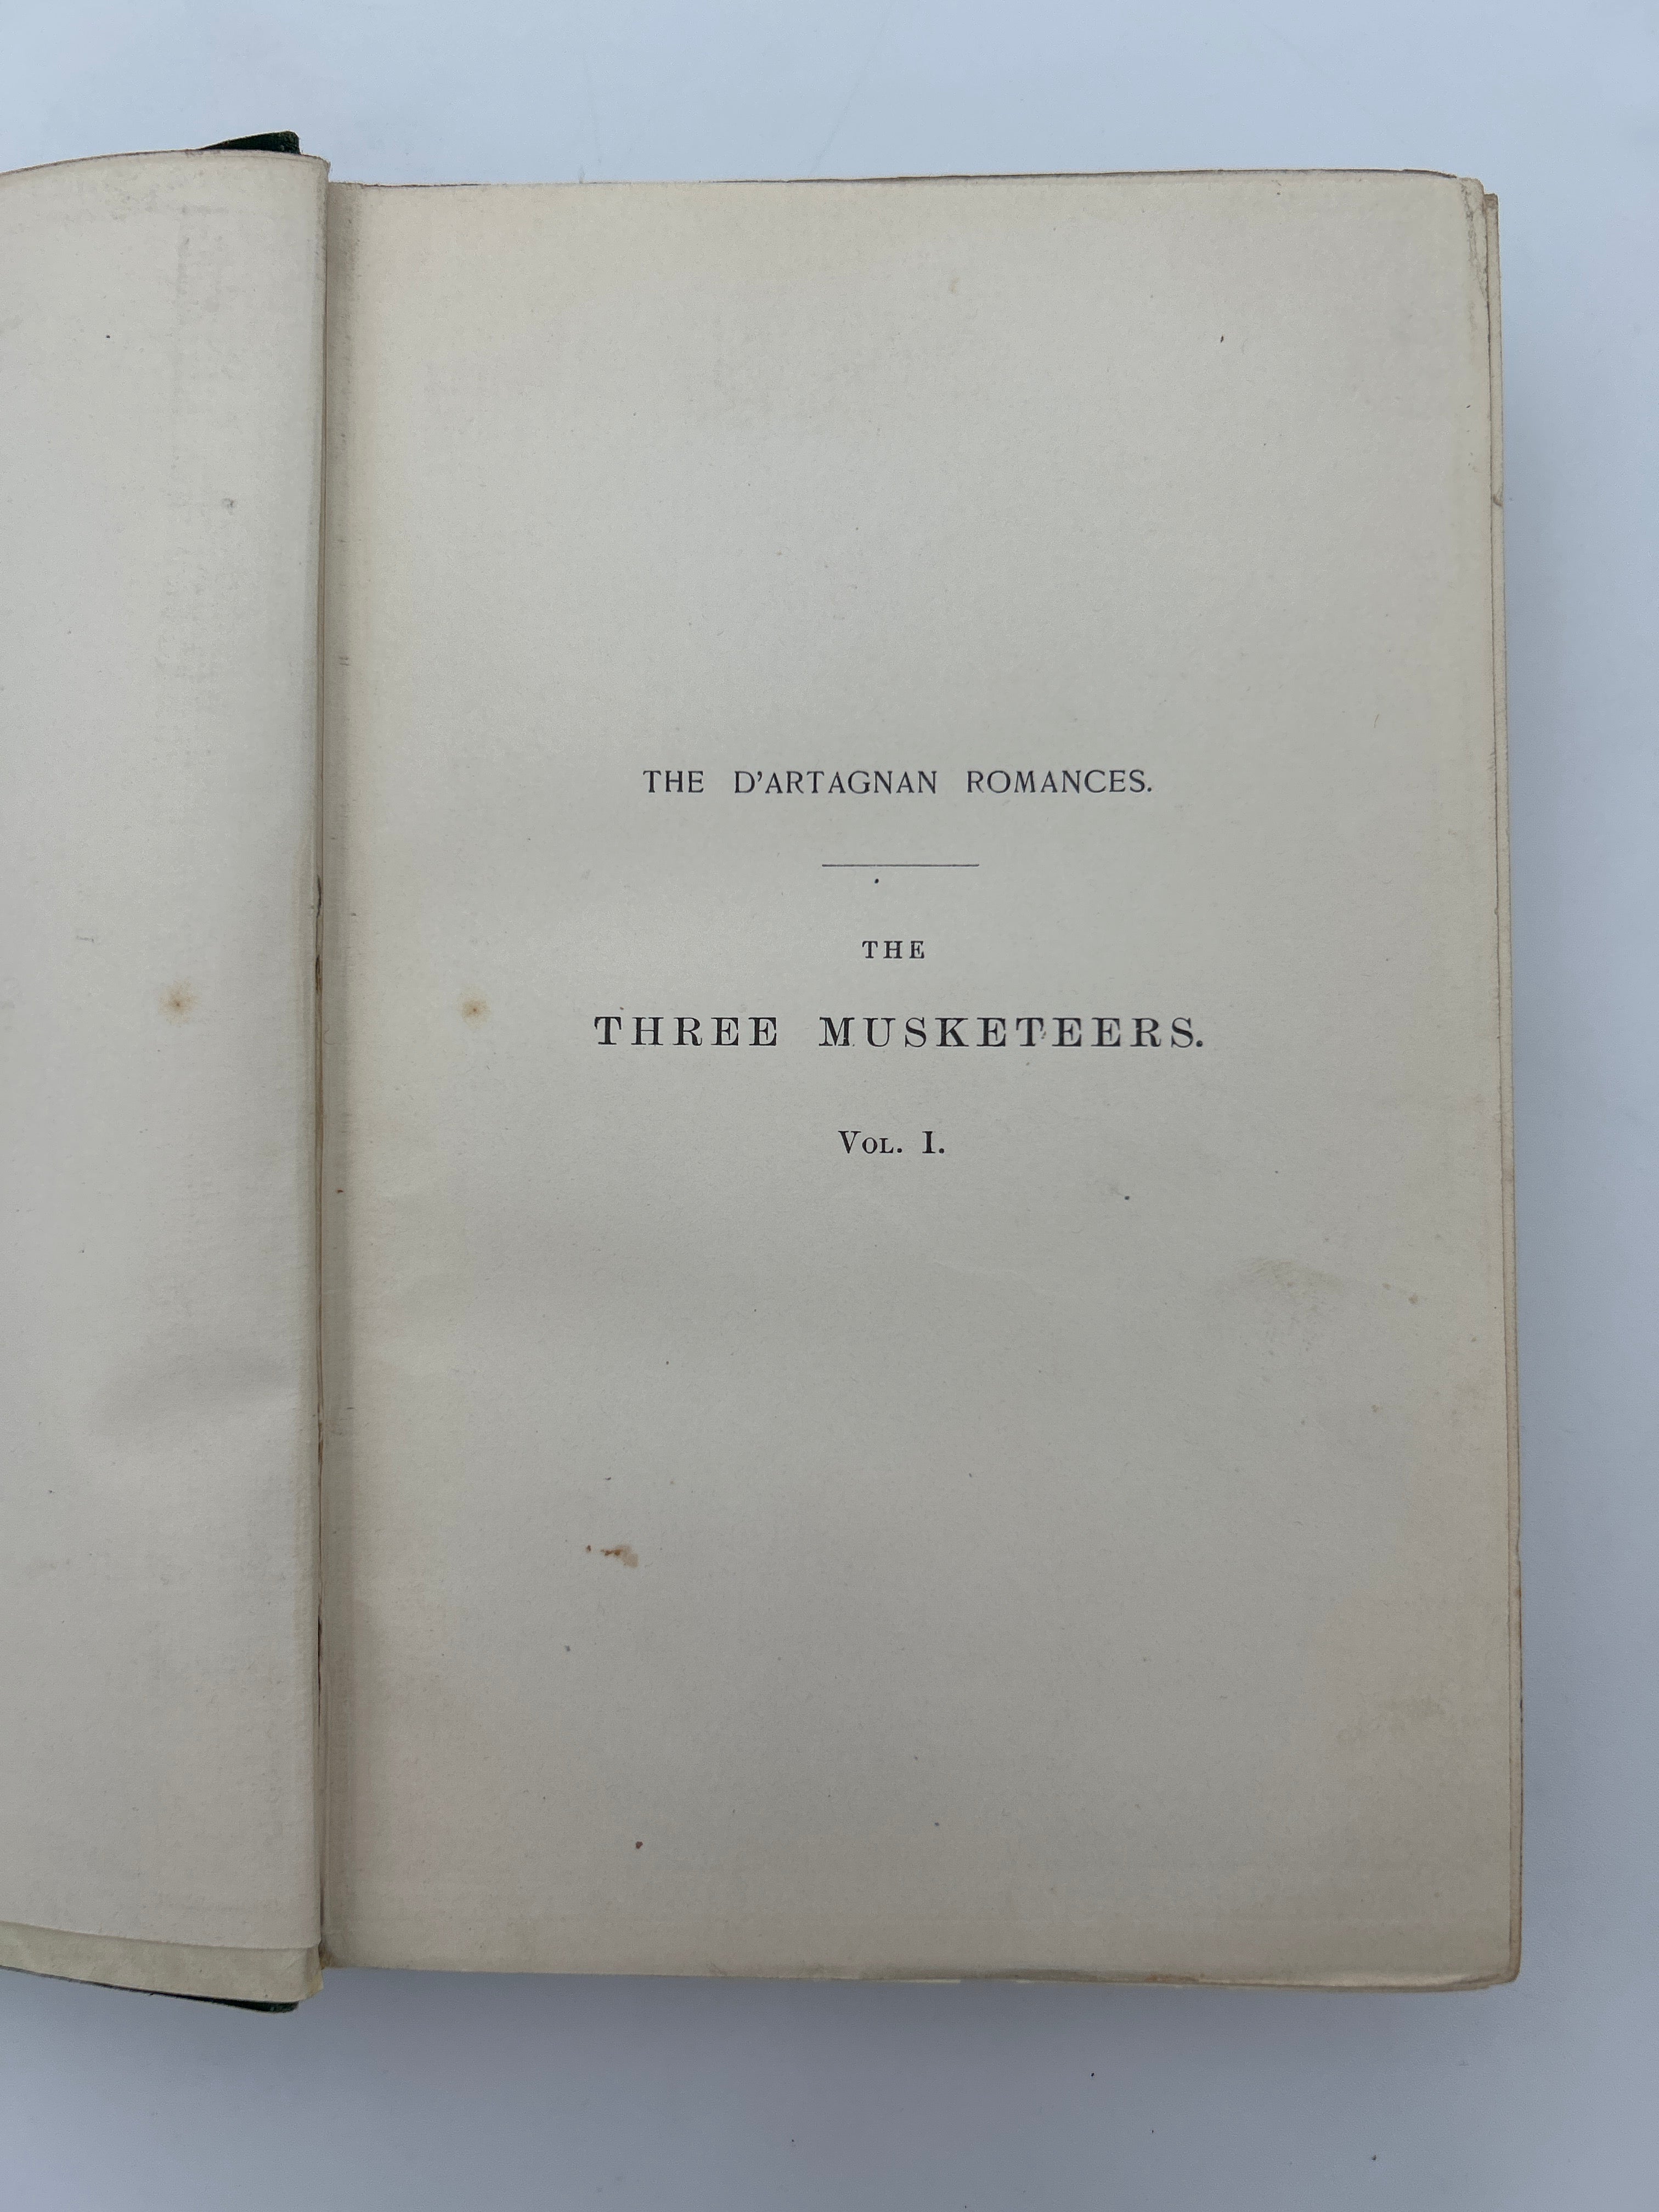 THE D'ARTAGNAN ROMANCES.
THE
THREE MUSKETEERS.
VOL. I.